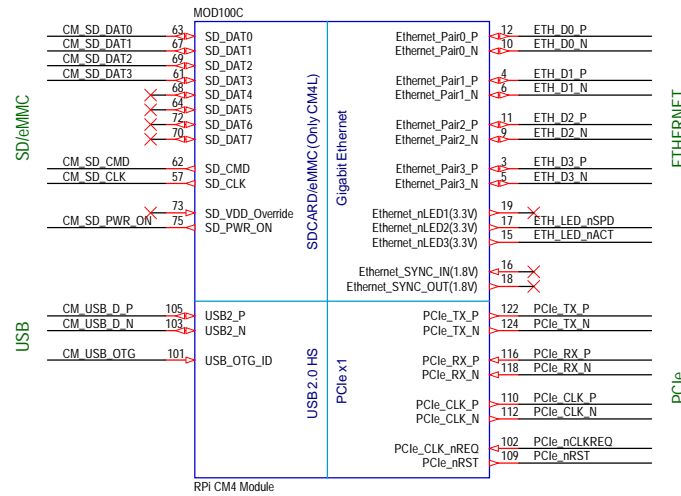 MOD100C
CM_SD_DAT0 63 SD_DAT0
CM_SD_DAT1 67 SD_DAT1
CM_SD_DAT2 69 SD_DAT2
CM_SD_DAT3 61 SD_DAT3
68 SD_DAT4
64 SD_DAT5
72 SD_DAT6
70 SD_DAT7
CM_SD_CMD 62 SD_CMD
CM_SD_CLK 57 SD_CLK
73 SD_VDD_Override
CM_SD_PWR_ON 75 SD_PWR_ON
SD/eMMC
SDCARD/eMMC (Only CM4L)
Gigabit Ethernet
Ethernet_Pair0_P 12 ETH_D0_P
Ethernet_Pair0_N 10 ETH_D0_N
Ethernet_Pair1_P 4 ETH_D1_P
Ethernet_Pair1_N 6 ETH_D1_N
Ethernet_Pair2_P 11 ETH_D2_P
Ethernet_Pair2_N 9 ETH_D2_N
Ethernet_Pair3_P 3 ETH_D3_P
Ethernet_Pair3_N 5 ETH_D3_N
Ethernet_nLED1(3.3V) 19
Ethernet_nLED2(3.3V) 17 ETH_LED_nSPD
Ethernet_nLED3(3.3V) 15 ETH_LED_nACT
Ethernet_SYNC_IN(1.8V) 16
Ethernet_SYNC_OUT(1.8V) 18
ETHERNET
CM_USB_D_P 105 USB2_P
CM_USB_D_N 103 USB2_N
CM_USB_OTG 101 USB_OTG_ID
USB
USB 2.0 HS
PCIe x1
PCIe_TX_P 122 PCIe_TX_P
PCIe_TX_N 124 PCIe_TX_N
PCIe_RX_P 116 PCIe_RX_P
PCIe_RX_N 118 PCIe_RX_N
PCIe_CLK_P 110 PCIe_CLK_P
PCIe_CLK_N 112 PCIe_CLK_N
PCIe_CLK_nREQ 102 PCIe_nCLKREQ
PCIe_nRST 109 PCIe_nRST
PCIe
RPi CM4 Module